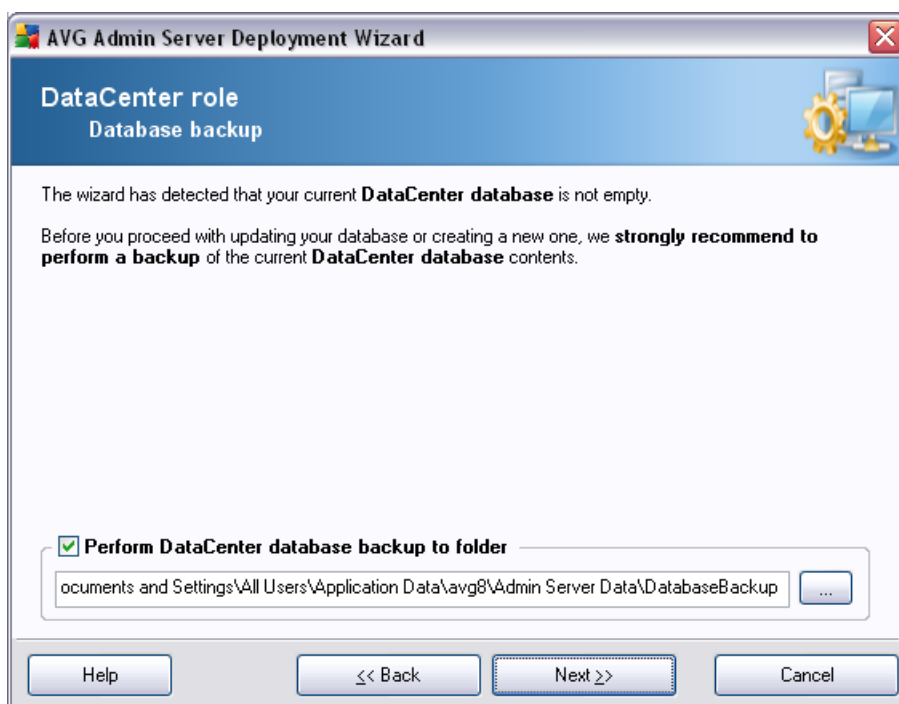 AVG Admin Server Deployment Wizard
DataCenter role
Database backup
The wizard has detected that your current DataCenter database is not empty.
Before you proceed with updating your database or creating a new one, we strongly recommend to
perform a backup of the current DataCenter database contents.
Perform DataCenter database backup to folder
ocuments and Settings\All Users\Application Data\avg8\Admin Server Data\DatabaseBackup
...
Help
<< Back
Next >>
Cancel